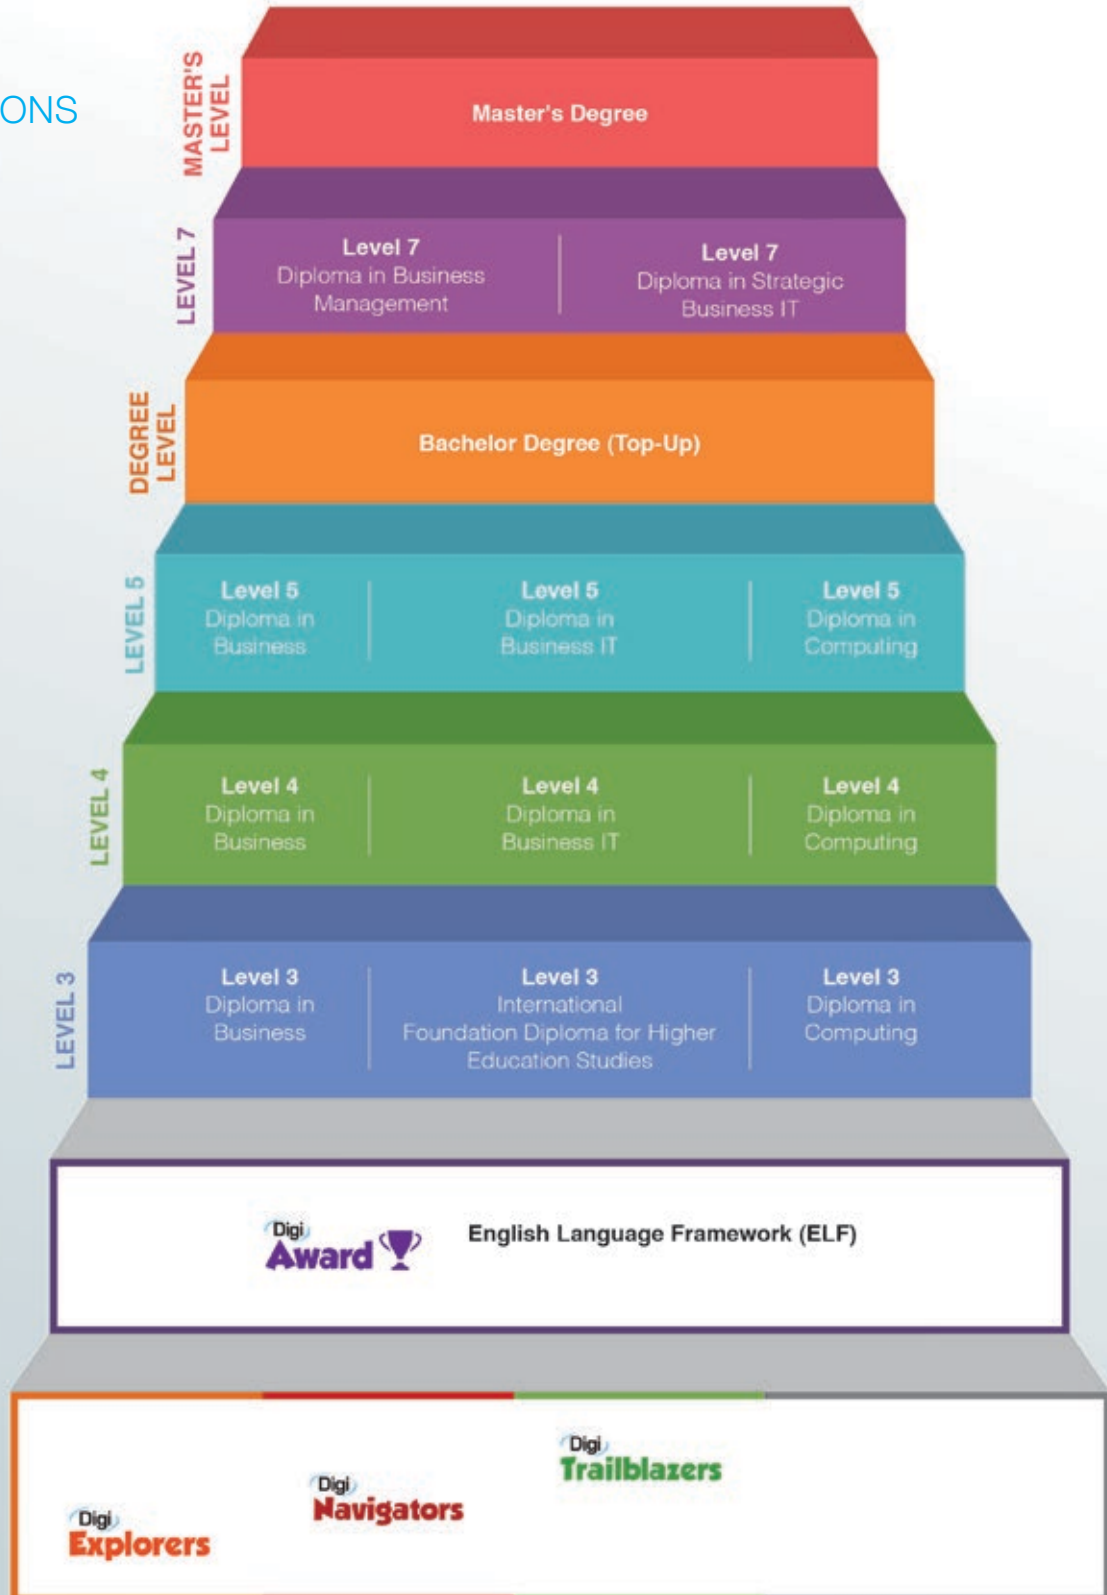 ONS
MASTER'S
LEVEL
Master's Degree
LEVEL 7
Level 7
Diploma in Business
Management
Level 7
Diploma in Strategic
Business IT
DEGREE
LEVEL
Bachelor Degree (Top-Up)
LEVEL 5
Level 5
Diploma in
Business
Level 5
Diploma in
Business IT
Level 5
Diploma in
Computing
LEVEL 4
Level 4
Diploma in
Business
Level 4
Diploma in
Business IT
Level 4
Diploma in
Computing
LEVEL 3
Level 3
Diploma in
Business
Level 3
International
Foundation Diploma for Higher
Education Studies
Level 3
Diploma in
Computing
Digi
Award
English Language Framework (ELF)
Digi
Explorers
Digi
Navigators
Digi
Trailblazers